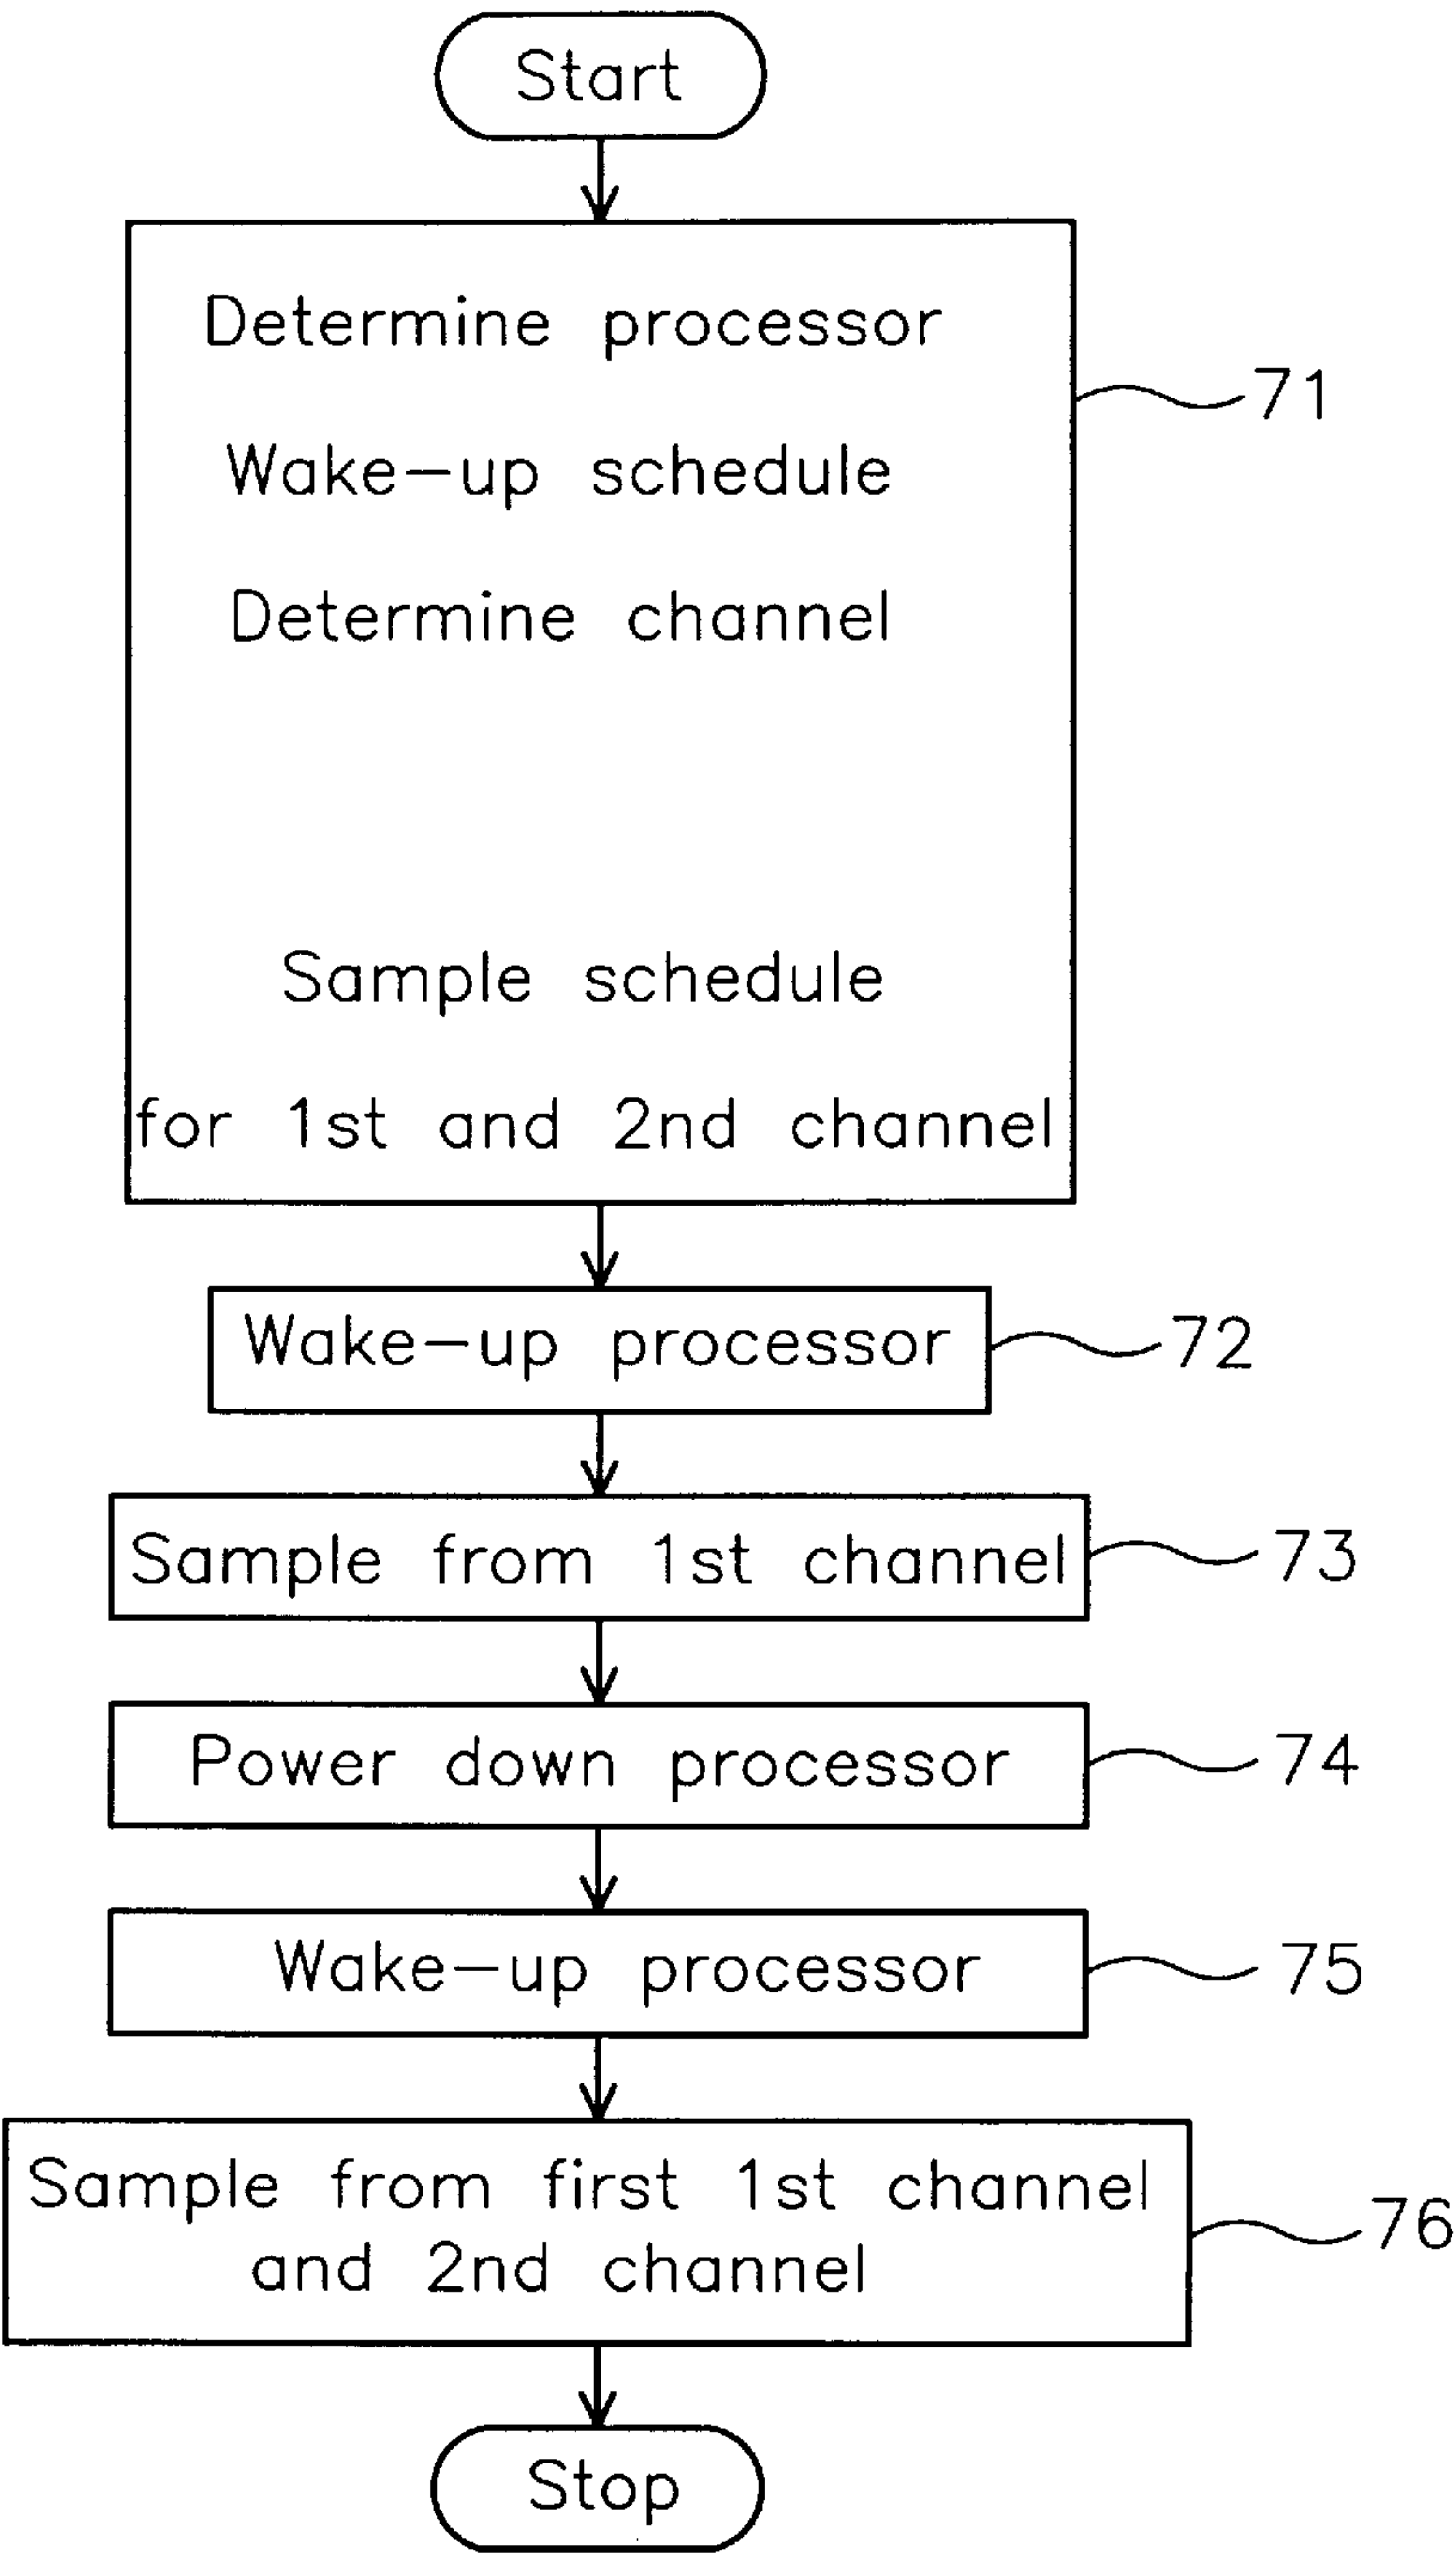 Start
Determine processor
Wake-up schedule
Determine channel
71
Sample schedule
for 1st and 2nd channel
Wake-up processor
72
Sample from 1st channel
73
Power down processor
74
Wake-up processor
75
Sample from first 1st channel
and 2nd channel
76
Stop